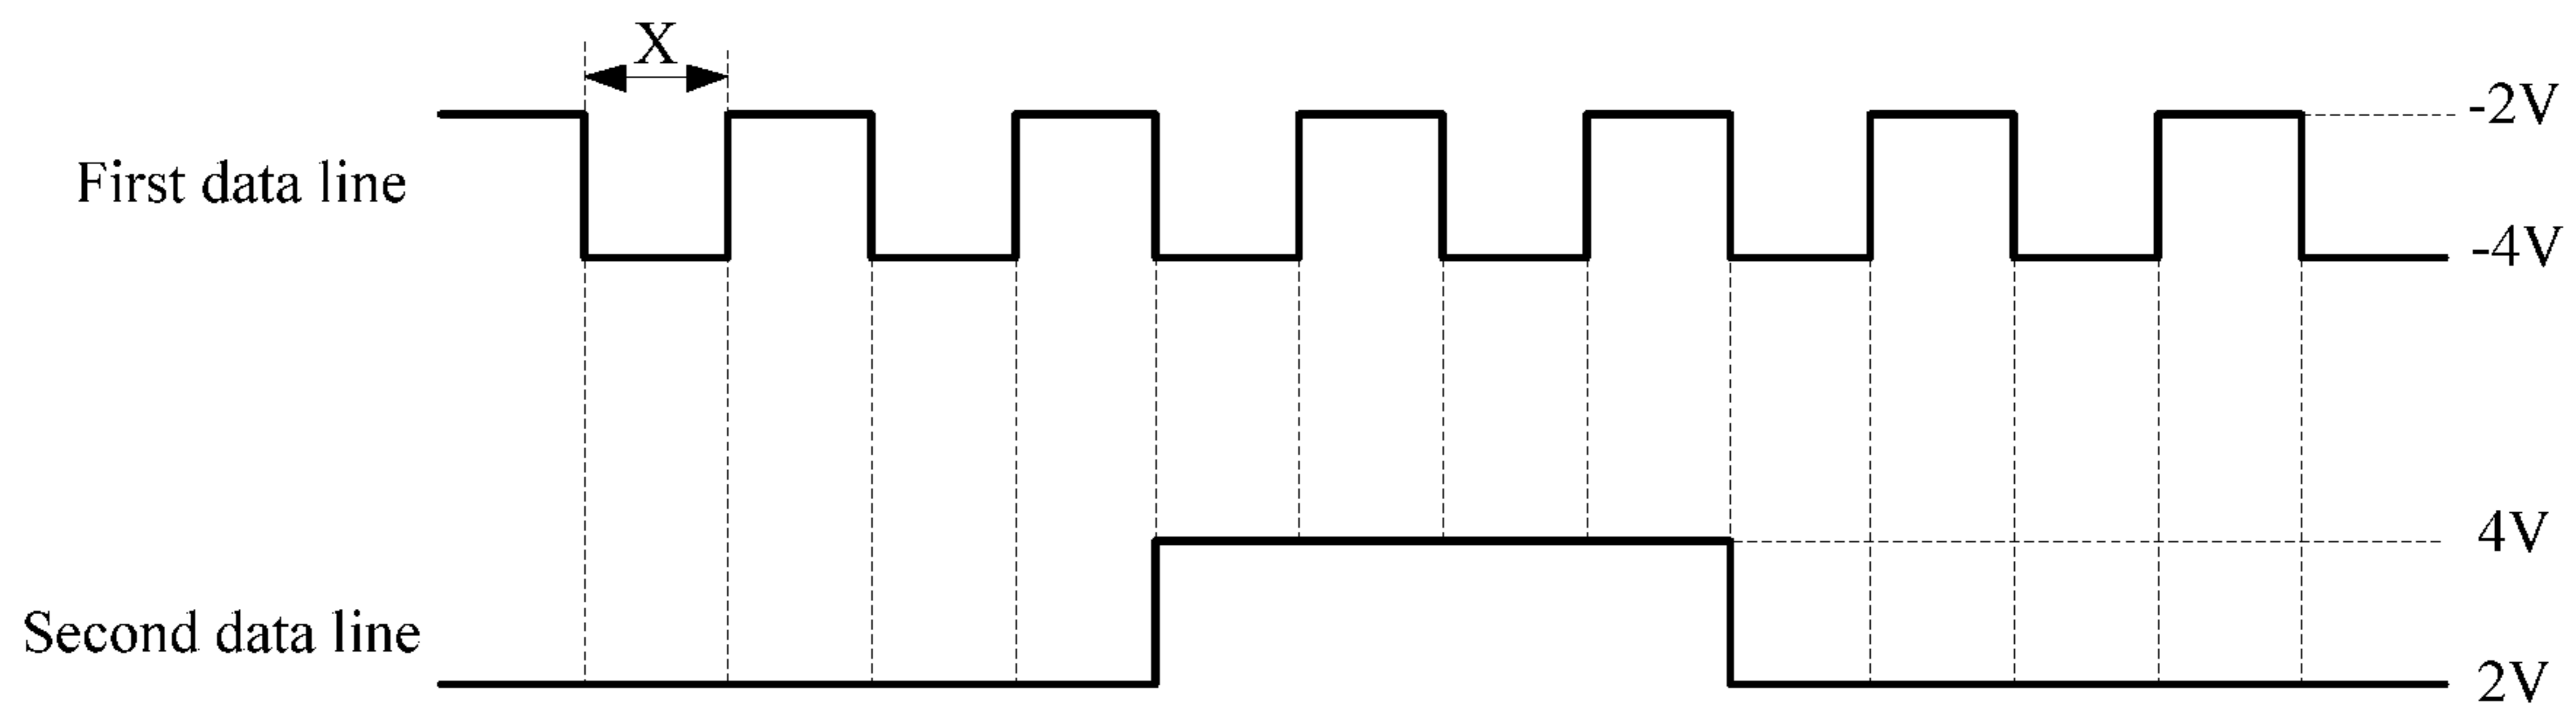 X
-2V
First data line
-4V
4V
Second data line
2V